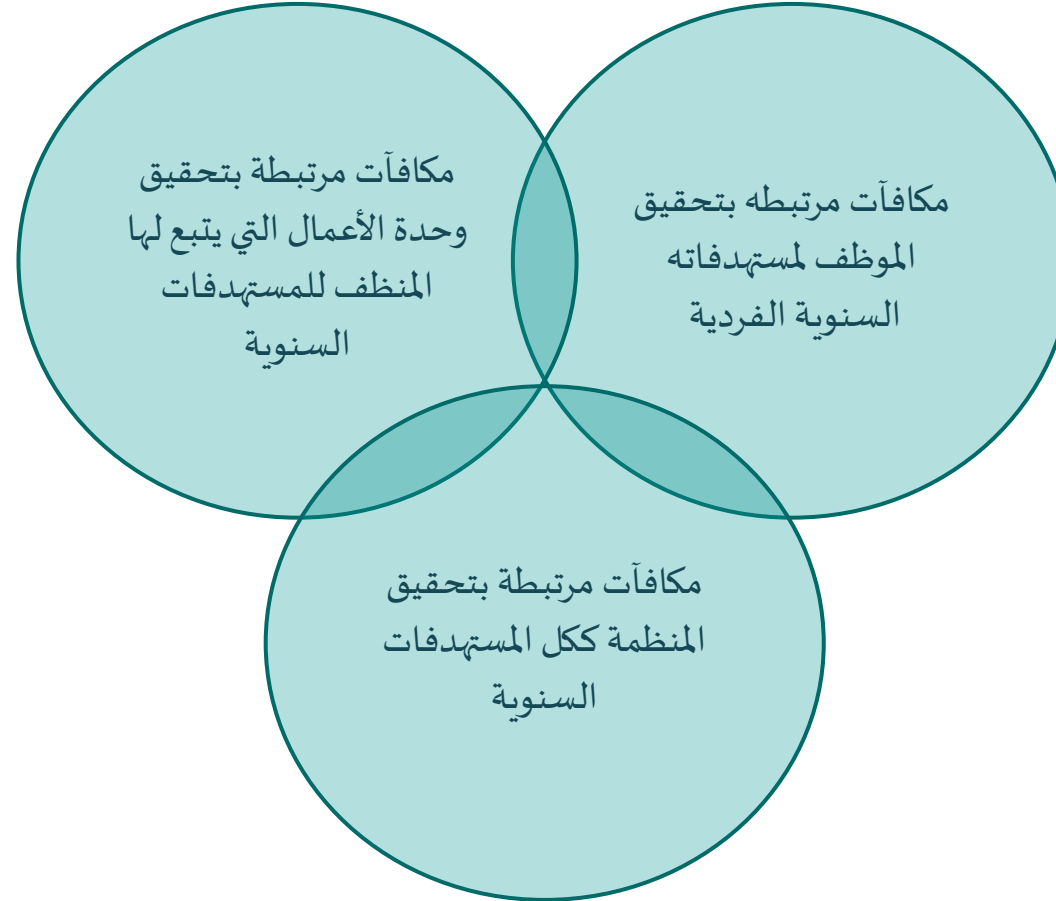 مكافآت مرتبطه بتحقيق
الموظف لمستهدفاته
السنوية الفردية
مكافآت مرتبطة بتحقيق
وحدة الأعمال التي يتبع لها
المنظف للمستهدفات
السنوية
مكافآت مرتبطة بتحقيق
المنظمة ككل المستهدفات
السنوية